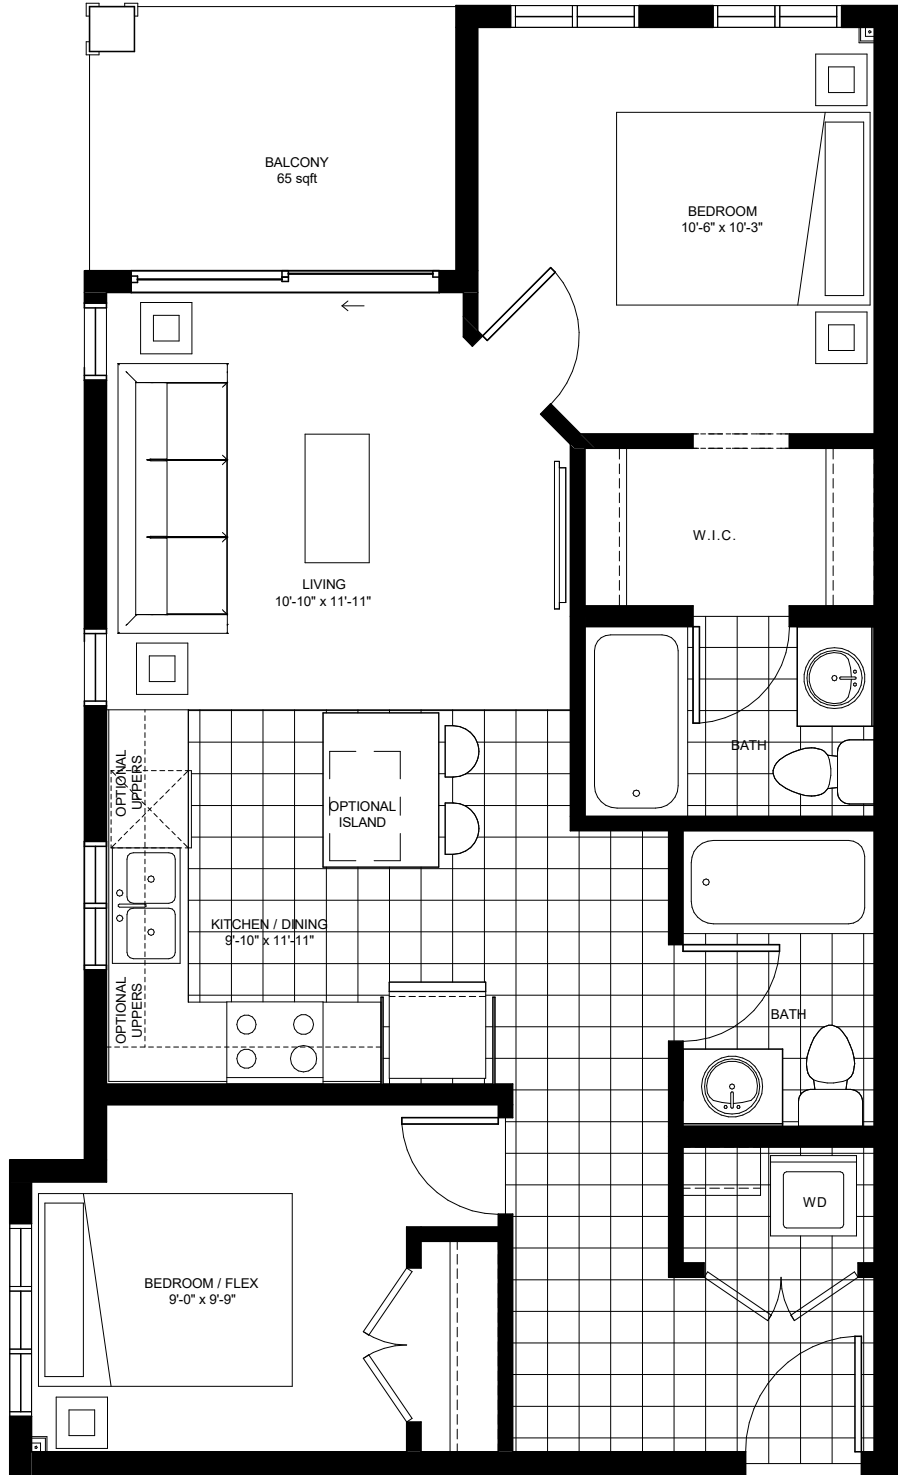 BALCONY
65 sqft
BEDROOM
10'-6" x 10'-3"
W.I.C.
LIVING
10'-10" x 11'-11"
BATH
OPTIONAL
UPPERS
OPTIONAL
ISLAND
KITCHEN / DINING
9'-10" x 11'-11"
OPTIONAL
UPPERS
BATH
WD
BEDROOM / FLEX
9'-0" x 9'-9"